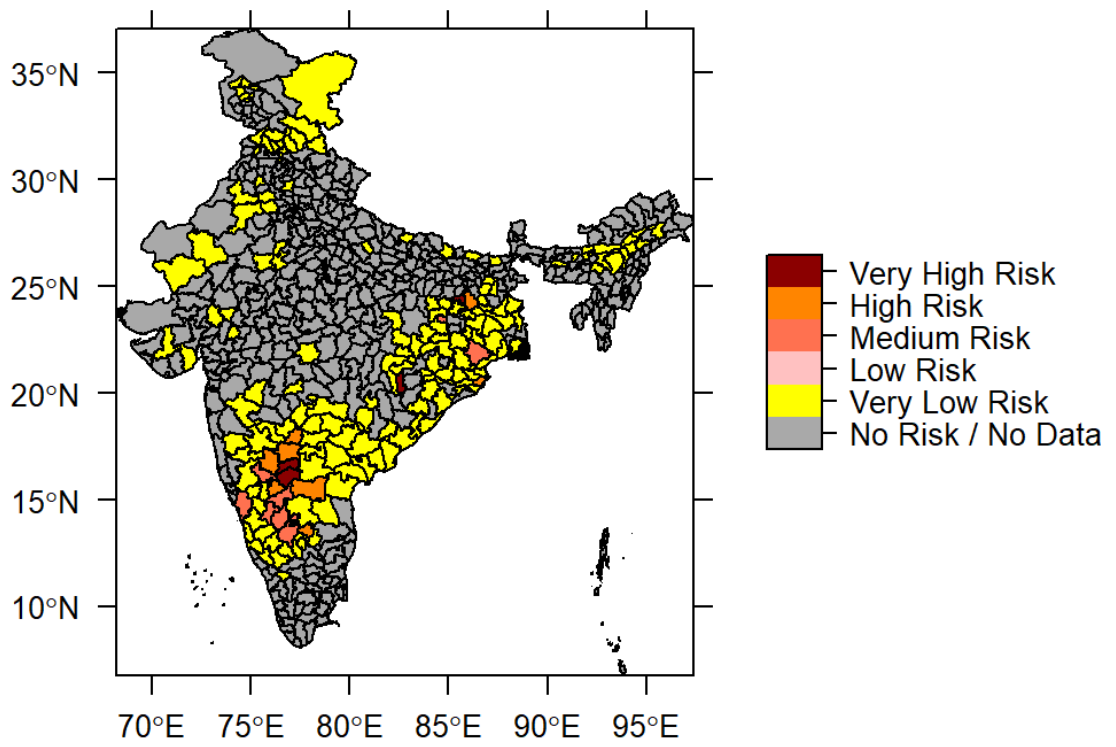 35°N
30°N
25°N
20°N
15°N
10°N
70°E 75°E 80°E 85°E 90°E 95°E
Very High Risk
High Risk
Medium Risk
Low Risk
Very Low Risk
No Risk / No Data